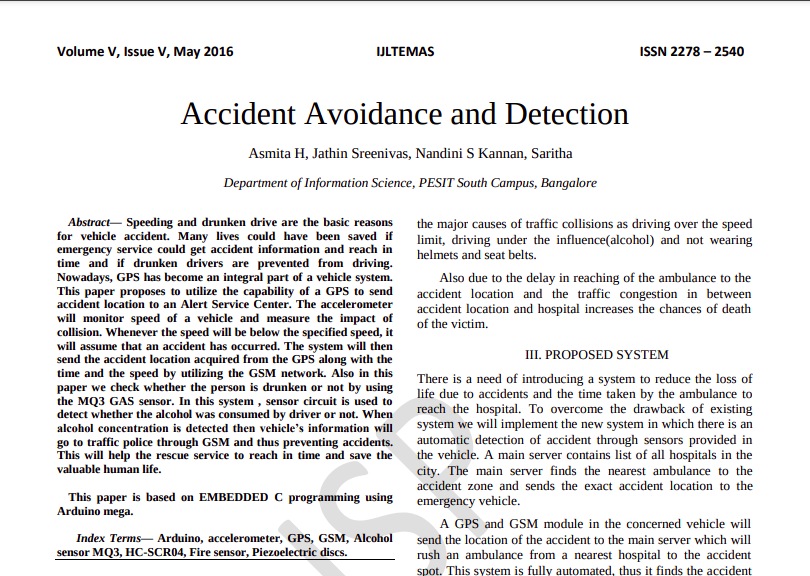 Volume V, Issue V, May 2016 IJLTEMAS ISSN 2278 – 2540
Accident Avoidance and Detection
Asmita H, Jathin Sreenivas, Nandini S Kannan, Saritha
Department of Information Science, PESIT South Campus, Bangalore
Abstract— Speeding and drunken drive are the basic reasons
for vehicle accident. Many lives could have been saved if
emergency service could get accident information and reach in
time and if drunken drivers are prevented from driving.
Nowadays, GPS has become an integral part of a vehicle system.
This paper proposes to utilize the capability of a GPS to send
accident location to an Alert Service Center. The accelerometer
will monitor speed of a vehicle and measure the impact of
collision. Whenever the speed will be below the specified speed, it
will assume that an accident has occurred. The system will then
send the accident location acquired from the GPS along with the
time and the speed by utilizing the GSM network. Also in this
paper we check whether the person is drunken or not by using
the MQ3 GAS sensor. In this system , sensor circuit is used to
detect whether the alcohol was consumed by driver or not. When
alcohol concentration is detected then vehicle's information will
go to traffic police through GSM and thus preventing accidents.
This will help the rescue service to reach in time and save the
valuable human life.
This paper is based on EMBEDDED C programming using
Arduino mega.
Index Terms— Arduino, accelerometer, GPS, GSM, Alcohol
sensor MQ3, HC-SCR04, Fire sensor, Piezoelectric discs.
the major causes of traffic collisions as driving over the speed
limit, driving under the influence(alcohol) and not wearing
helmets and seat belts.
Also due to the delay in reaching of the ambulance to the
accident location and the traffic congestion in between
accident location and hospital increases the chances of death
of the victim.
III. PROPOSED SYSTEM
There is a need of introducing a system to reduce the loss of
life due to accidents and the time taken by the ambulance to
reach the hospital. To overcome the drawback of existing
system we will implement the new system in which there is an
automatic detection of accident through sensors provided in
the vehicle. A main server contains list of all hospitals in the
city. The main server finds the nearest ambulance to the
accident zone and sends the exact accident location to the
emergency vehicle.
A GPS and GSM module in the concerned vehicle will
send the location of the accident to the main server which will
rush an ambulance from a nearest hospital to the accident
spot. This system is fully automated, thus it finds the accident